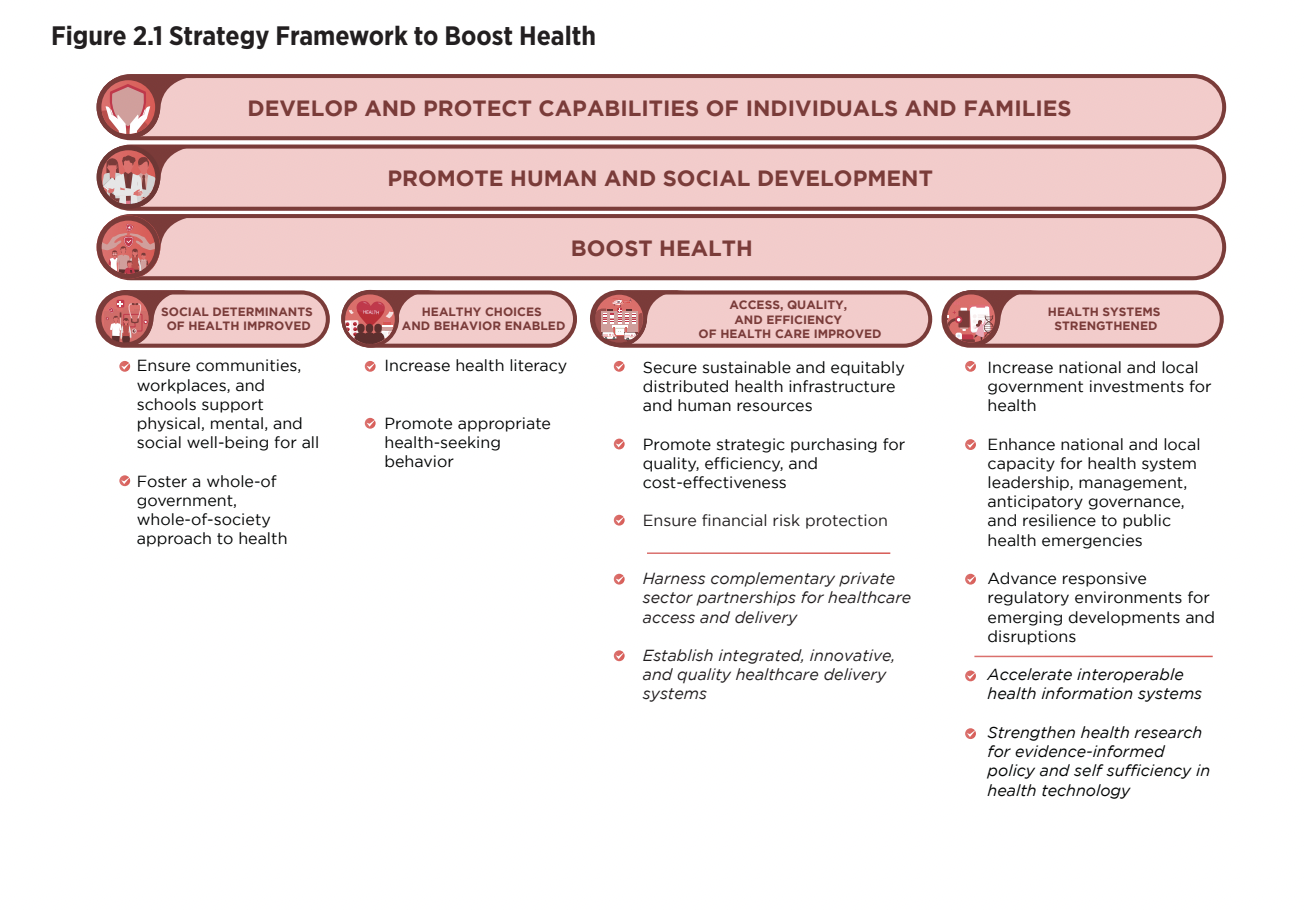 Figure 2.1 Strategy Framework to Boost Health
DEVELOP AND PROTECT CAPABILITIES OF INDIVIDUALS AND FAMILIES
PROMOTE HUMAN AND SOCIAL DEVELOPMENT
BOOST HEALTH
SOCIAL DETERMINANTS
OF HEALTH IMPROVED
Ensure communities,
workplaces, and
schools support
physical, mental, and
social well-being for all
Foster a whole-of
government,
whole-of-society
approach to health
HEALTH
HEALTHY CHOICES
AND BEHAVIOR ENABLED
Increase health literacy
Promote appropriate
health-seeking
behavior
ACCESS, QUALITY,
AND EFFICIENCY
OF HEALTH CARE IMPROVED
Secure sustainable and equitably
distributed health infrastructure
and human resources
Promote strategic purchasing for
quality, efficiency, and
cost-effectiveness
Ensure financial risk protection
Harness complementary private
sector partnerships for healthcare
access and delivery
Establish integrated, innovative,
and quality healthcare delivery
systems
HEALTH SYSTEMS
STRENGTHENED
Increase national and local
government investments for
health
Enhance national and local
capacity for health system
leadership, management,
anticipatory governance,
and resilience to public
health emergencies
Advance responsive
regulatory environments for
emerging developments and
disruptions
Accelerate interoperable
health information systems
Strengthen health research
for evidence-informed
policy and self sufficiency in
health technology